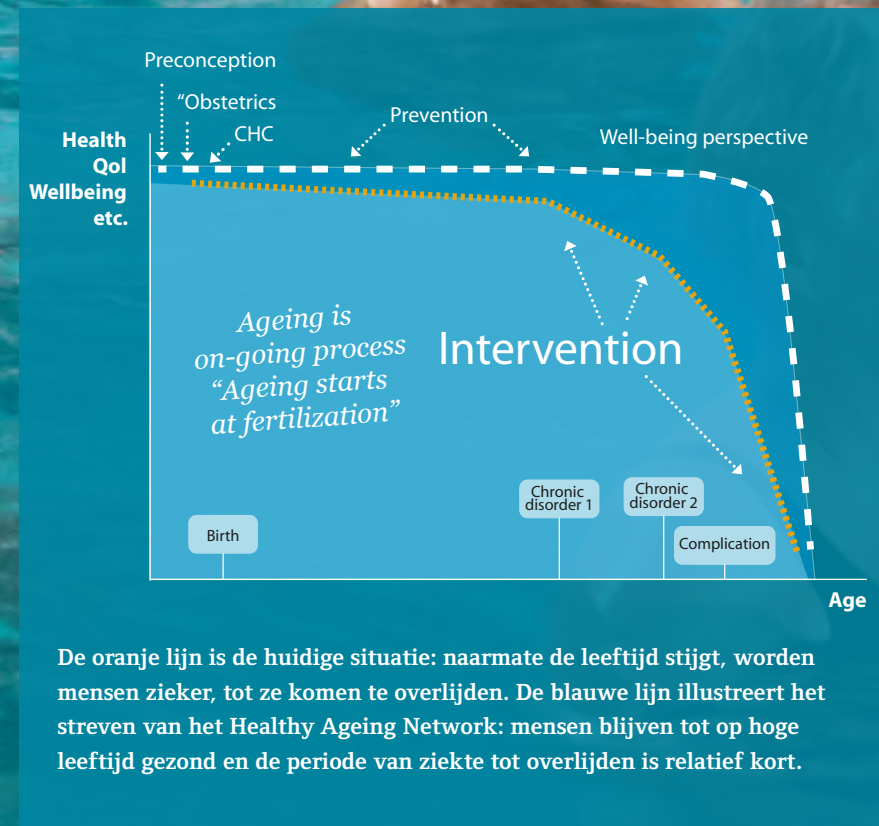 Preconception
“Obstetrics
CHC
Prevention
Well-being perspective
Health
Qol
Wellbeing
etc.
Ageing is
on-going process
“Ageing starts
at fertilization”
Intervention
Birth
Chronic
disorder 1
Chronic
disorder 2
Complication
Age
De oranje lijn is de huidige situatie: naarmate de leeftijd stijgt, worden
mensen zieker, tot ze komen te overlijden. De blauwe lijn illustreert het
streven van het Healthy Ageing Network: mensen blijven tot op hoge
leeftijd gezond en de periode van ziekte tot overlijden is relatief kort.